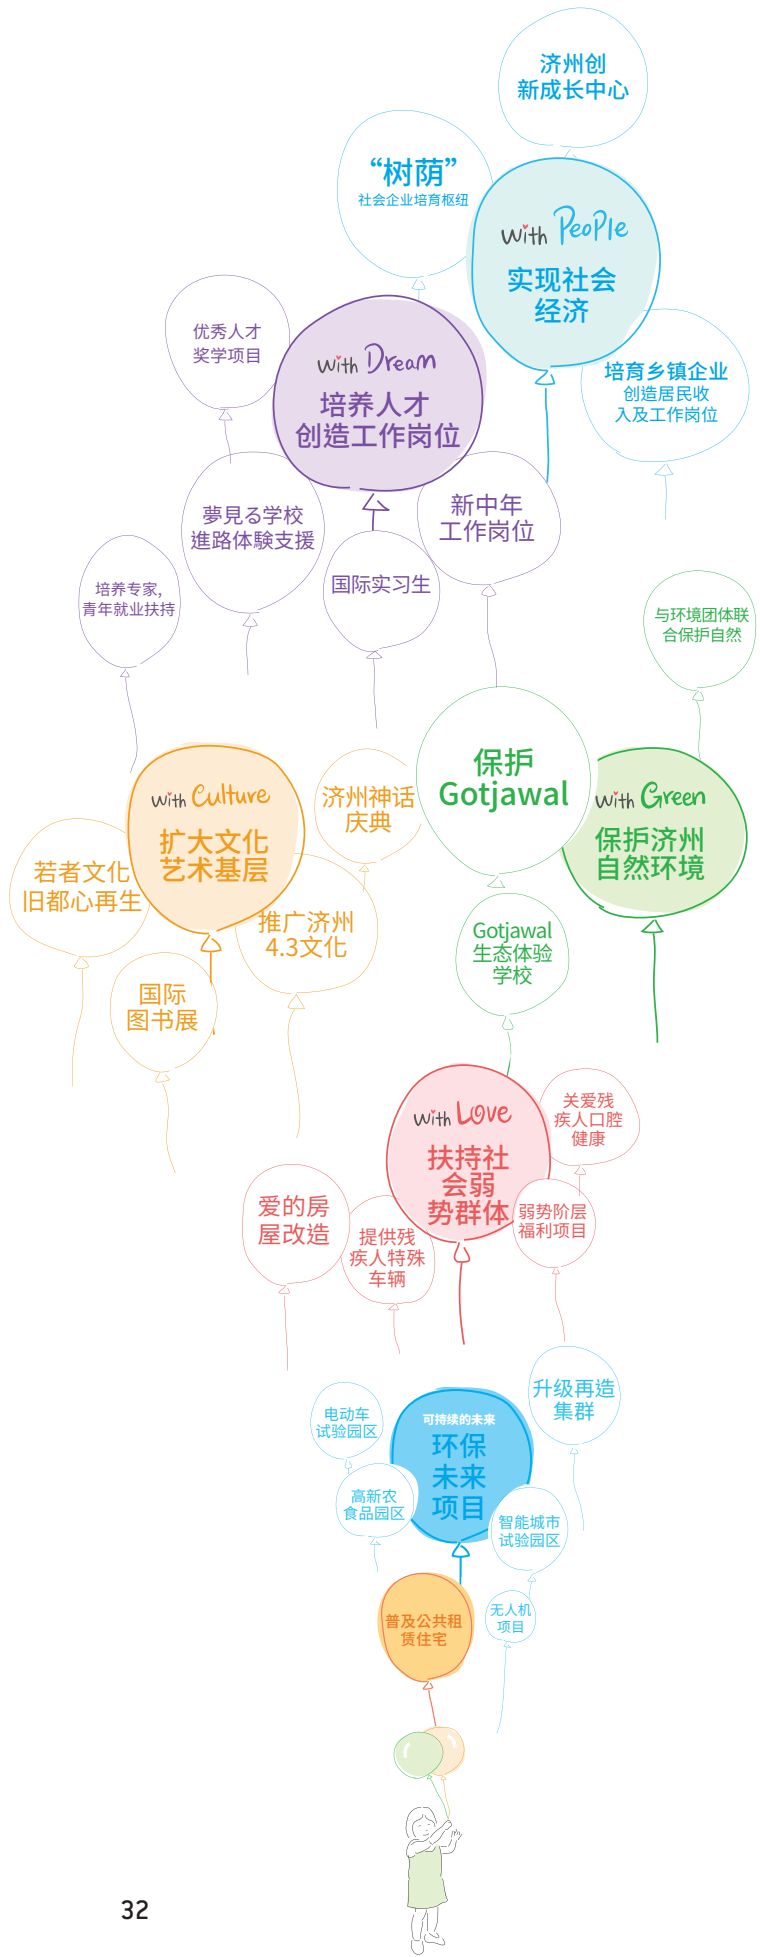 济州创
新成长中心
“树荫”
社会企业培育枢纽
with PeoPle
实现社会
经济
优秀人才
奖学项目
with Dream
培养人才
创造工作岗位
培育乡镇企业
创造居民收
入及工作岗位
夢見る学校
進路体験支援
新中年
工作岗位
国际实习生
培养专家,
青年就业扶持
与环境团体联
合保护自然
保护
Gotjawal
with Green
保护济州
自然环境
with Culture
扩大文化
艺术基层
济州神话
庆典
若者文化
旧都心再生
推广济州
4.3文化
国际
图书展
Gotjawal
生态体验
学校
with Love
扶持社
会弱
势群体
关爱残
疾人口腔
健康
爱的房
屋改造
提供残
疾人特殊
车辆
弱势阶层
福利项目
升级再造
集群
电动车
试验园区
可持续的未来
环保
未来
项目
高新农
食品园区
智能城市
试验园区
无人机
项目
普及公共租
赁住宅
32